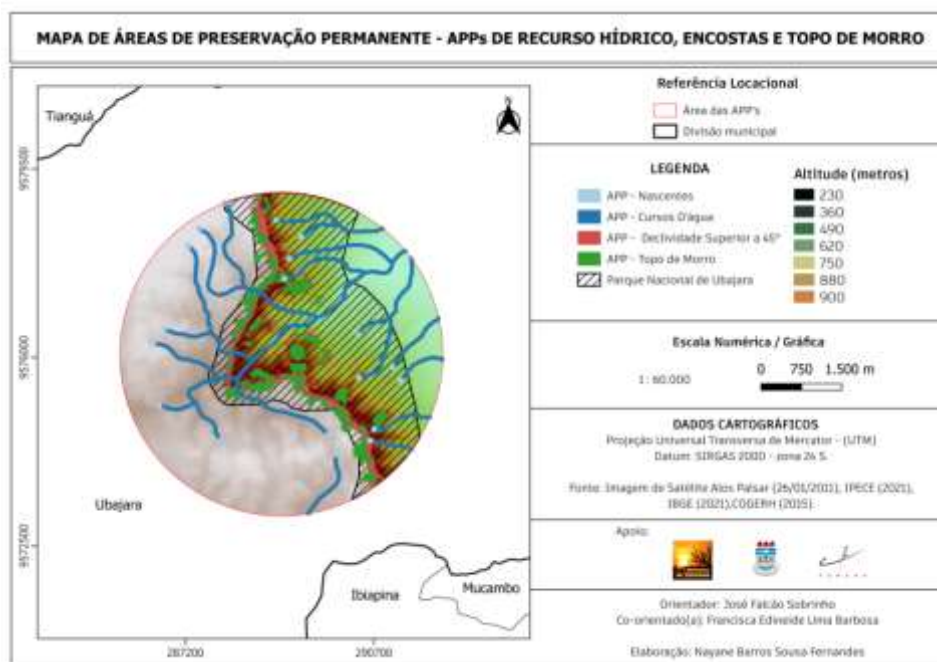 MAPA DE ÁREAS DE PRESERVAÇÃO PERMANENTE - APPs DE RECURSO HÍDRICO, ENCOSTAS E TOPO DE MORRO
Tianguá
N
9579500
9576000
9572500
Ubajara
Ibiapina
Mucambo
287200
290700
Referência Locacional
Área das APP's
Divisão municipal
LEGENDA
APP - Nascentes
APP - Cursos D'água
APP - Declividade Superior a 45°
APP - Topo de Morro
Parque Nacional de Ubajara
Altitude (metros)
230
360
490
620
750
880
900
Escala Numérica / Gráfica
1: 60.000
0 750 1.500 m
DADOS CARTOGRÁFICOS
Projeção Universal Transversa de Mercator - (UTM)
Datum: SIRGAS 2000 - zona 24 S.
Fonte: Imagem de Satélite Alos Palsar (26/01/2011), IPECE (2021),
IBGE (2021),COGERH (2015).
Apoio:
Orientador: José Falcão Sobrinho
Co-orientado(a): Francisca Edineide Lima Barbosa
Elaboração: Nayane Barros Sousa Fernandes